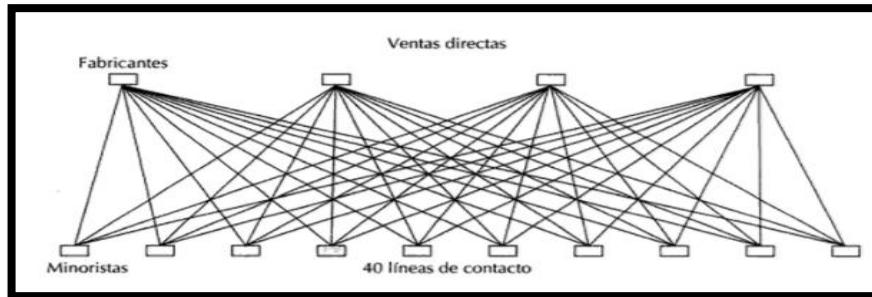 Ventas directas
Fabricantes
Minoristas
40 líneas de contacto